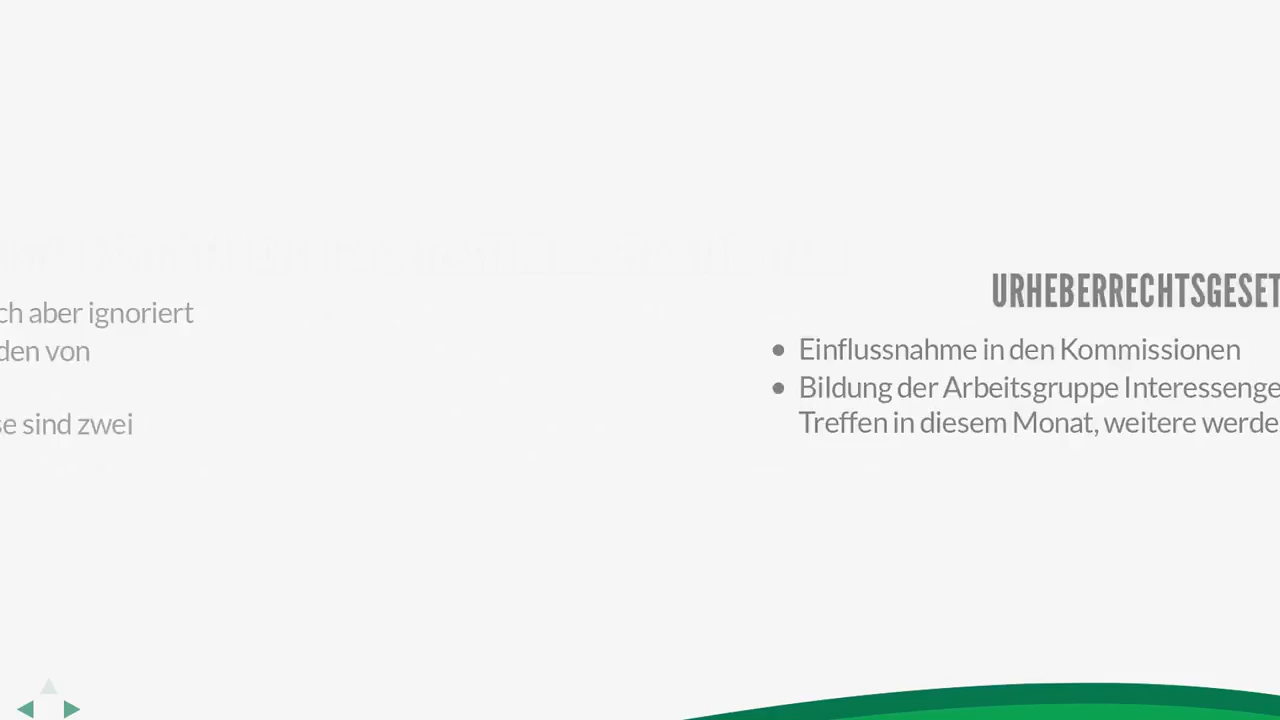 ch aber ignoriert
den von
se sind zwei
URHEBERRECHTSGESET
• Einflussnahme in den Kommissionen
• Bildung der Arbeitsgruppe Interessenge
Treffen in diesem Monat, weitere werde